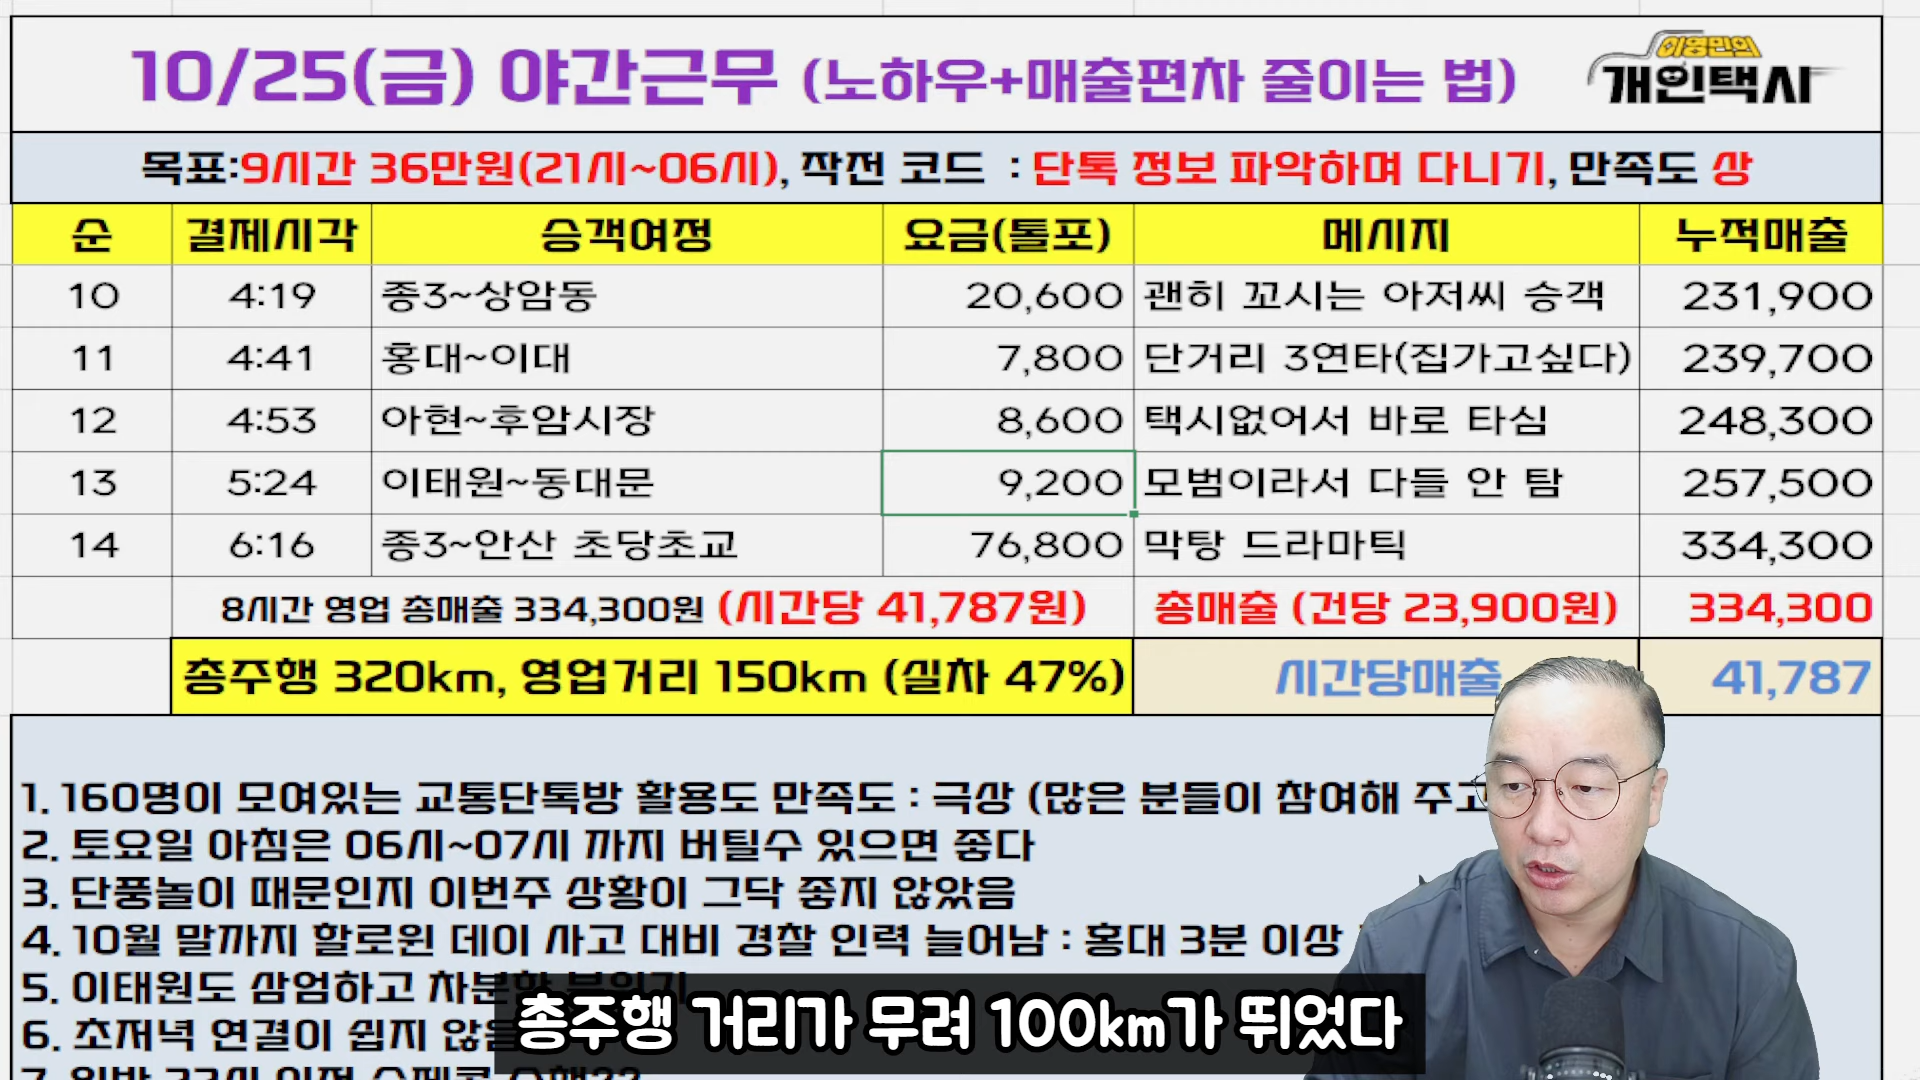 10/25(금) 야간근무 (노하우+매출편차 줄이는 법)
이영민의
개인택시
목표:9시간 36만원(21시~06시), 작전 코드 : 단톡 정보 파악하며 다니기, 만족도 상
순 결제시각 승객여정 요금(톨포) 메시지 누적매출
10 4:19 종3~상암동 20,600 괜히 꼬시는 아저씨 승객 231,900
11 4:41 홍대~이대 7,800 단거리 3연타(집가고싶다) 239,700
12 4:53 아현~후암시장 8,600 택시없어서 바로 타심 248,300
13 5:24 이태원~동대문 9,200 모범이라서 다들 안 탐 257,500
14 6:16 종3~안산 초당초교 76,800 막탕 드라마틱 334,300
8시간 영업 총매출 334,300원 (시간당 41,787원) 총매출 (건당 23,900원) 334,300
총주행 320km, 영업거리 150km (실차 47%) 시간당매출 41,787
1. 160명이 모여있는 교통단톡방 활용도 만족도 : 극상 (많은 분들이 참여해 주고
2. 토요일 아침은 06시~07시 까지 버틸수 있으면 좋다
3. 단풍놀이 때문인지 이번주 상황이 그닥 좋지 않았음
4. 10월 말까지 할로윈 데이 사고 대비 경찰 인력 늘어남 : 홍대 3분 이상
5. 이태원도 삼엄하고 차분한 분위기
6. 초저녁 연결이 쉽지 않을
총주행 거리가 무려 100km가 뛰었다